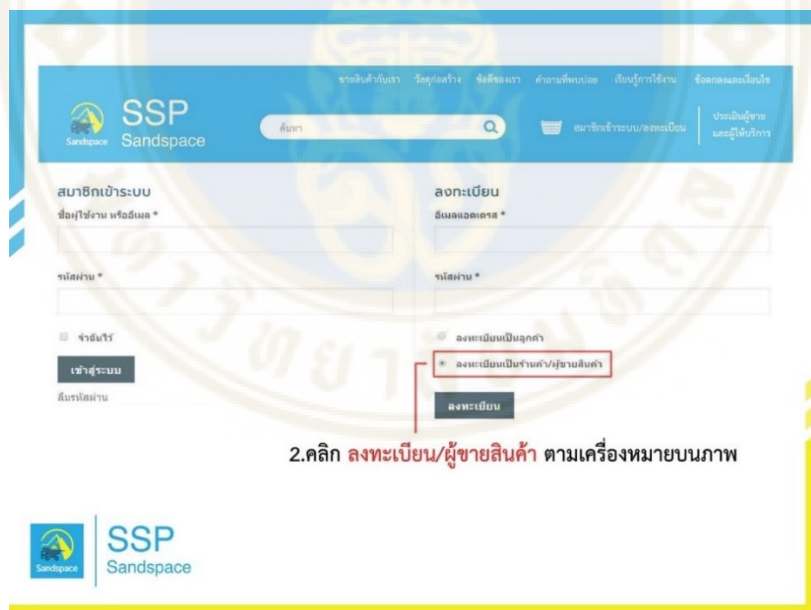 ขายสินค้ากับเรา วัสดุก่อสร้าง ข้อดีของเรา คำถามที่พบบ่อย เรียนรู้การใช้งาน ข้อตกลงและเงื่อนไข
SSP
Sandspace
Sandspace
ค้นหา
สมาชิกเข้าระบบ/ลงทะเบียน
ประเมินผู้ขาย
และผู้ให้บริการ
สมาชิกเข้าระบบ
ชื่อผู้ใช้งาน หรืออีเมล *
รหัสผ่าน *
จำฉันไว้
เข้าสู่ระบบ
ลืมรหัสผ่าน
ลงทะเบียน
อีเมลแอดเดรส *
รหัสผ่าน *
ลงทะเบียนเป็นลูกค้า
ลงทะเบียนเป็นร้านค้า/ผู้ขายสินค้า
ลงทะเบียน
2.คลิก ลงทะเบียน/ผู้ขายสินค้า ตามเครื่องหมายบนภาพ
มหาวิทยาลัยมหิดล
SSP
Sandspace
Sandspace